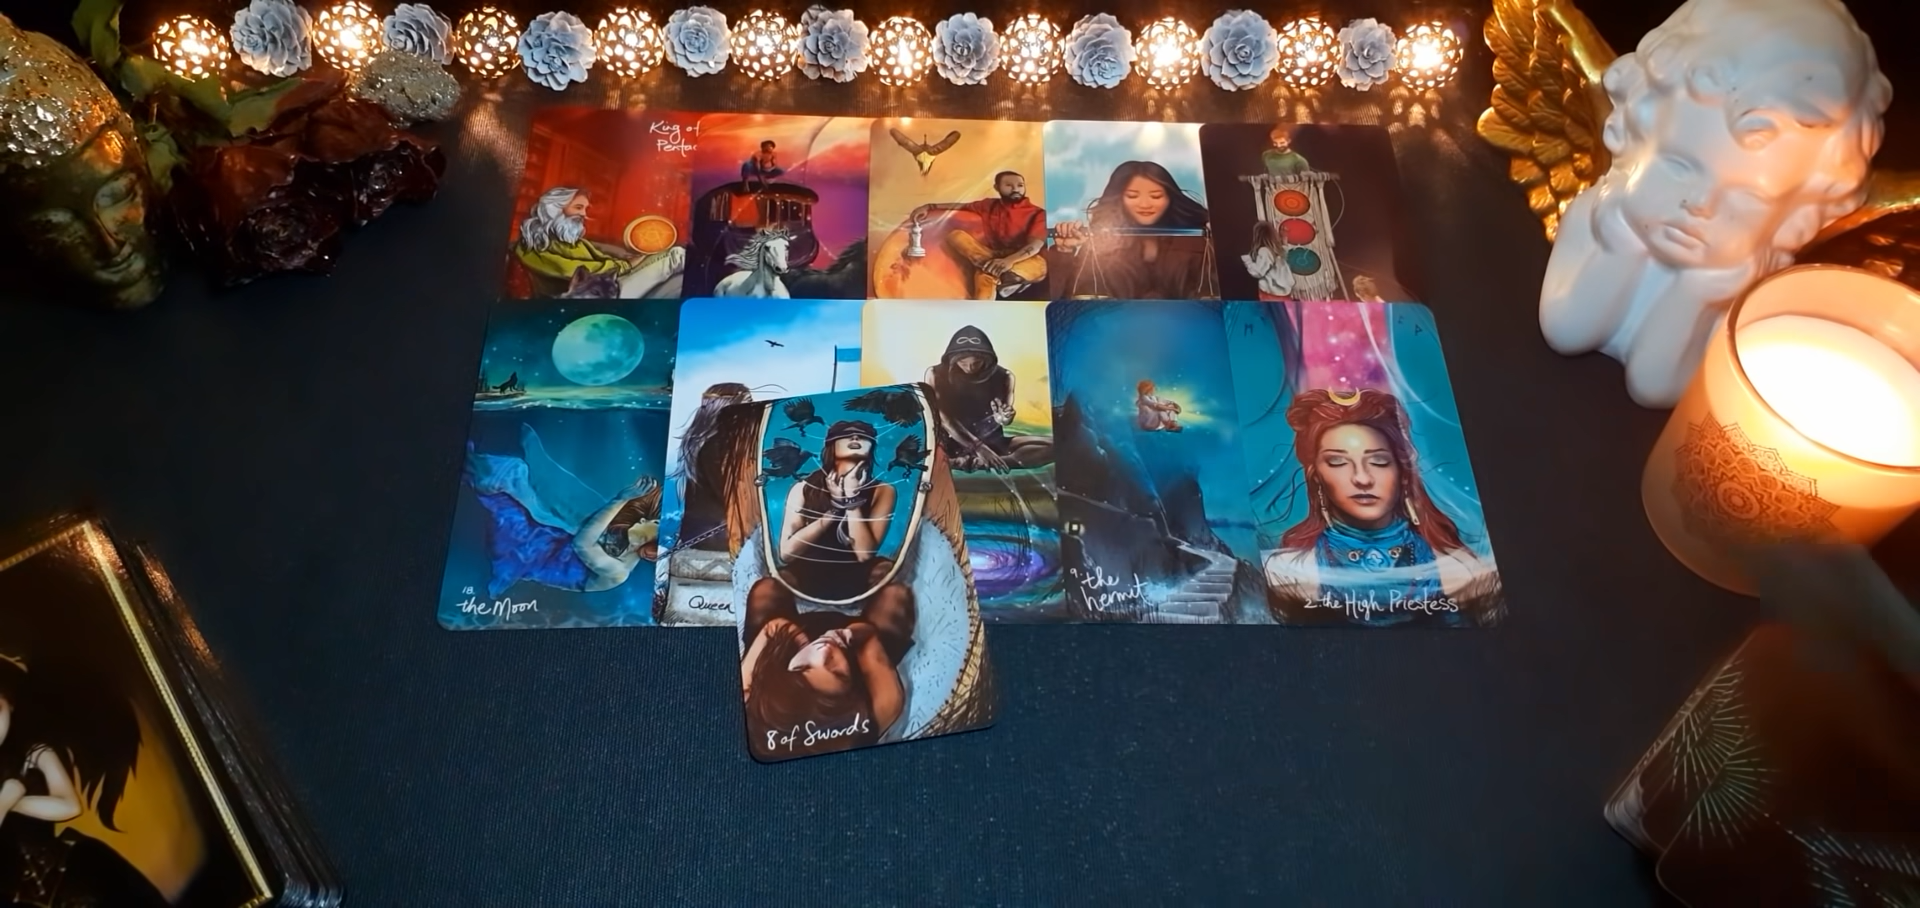 King of
Pentac
18.
the Moon
Queen
9.
the
hermit
2. the High Priestess
8 of Swords